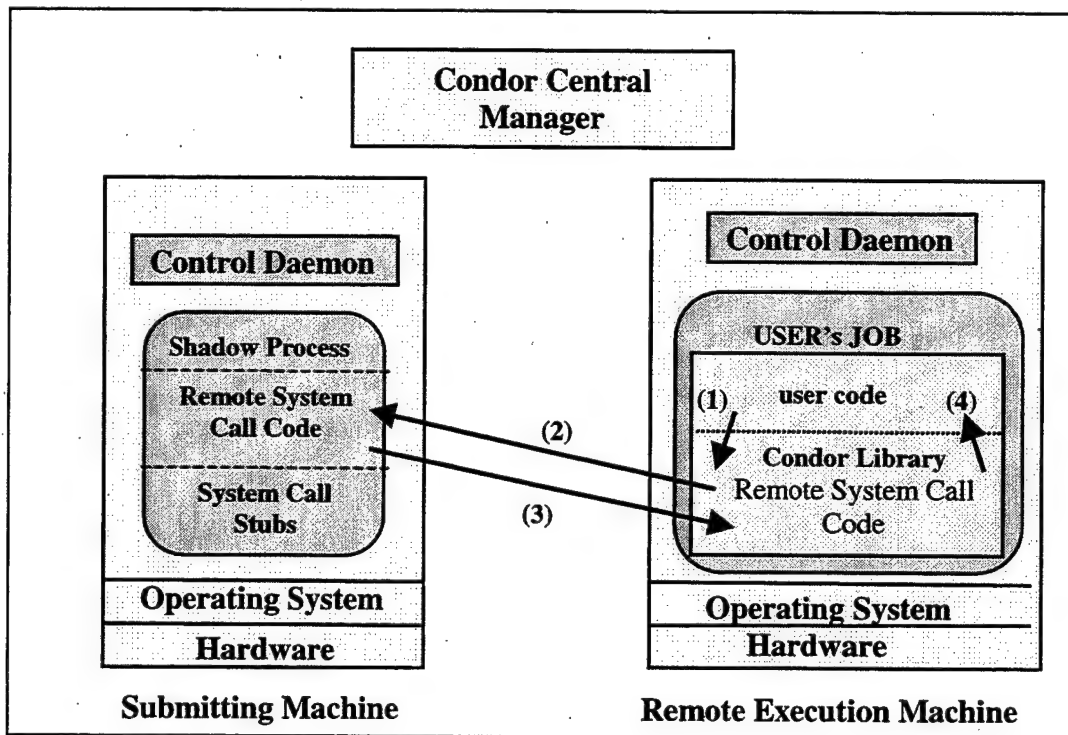 Condor Central
Manager
Control Daemon
Shadow Process
Remote System
Call Code
System Call
Stubs
Operating System
Hardware
Submitting Machine
(2)
(3)
Control Daemon
USER's JOB
(1)
user code
(4)
Condor Library
Remote System Call
Code
Operating System
Hardware
Remote Execution Machine